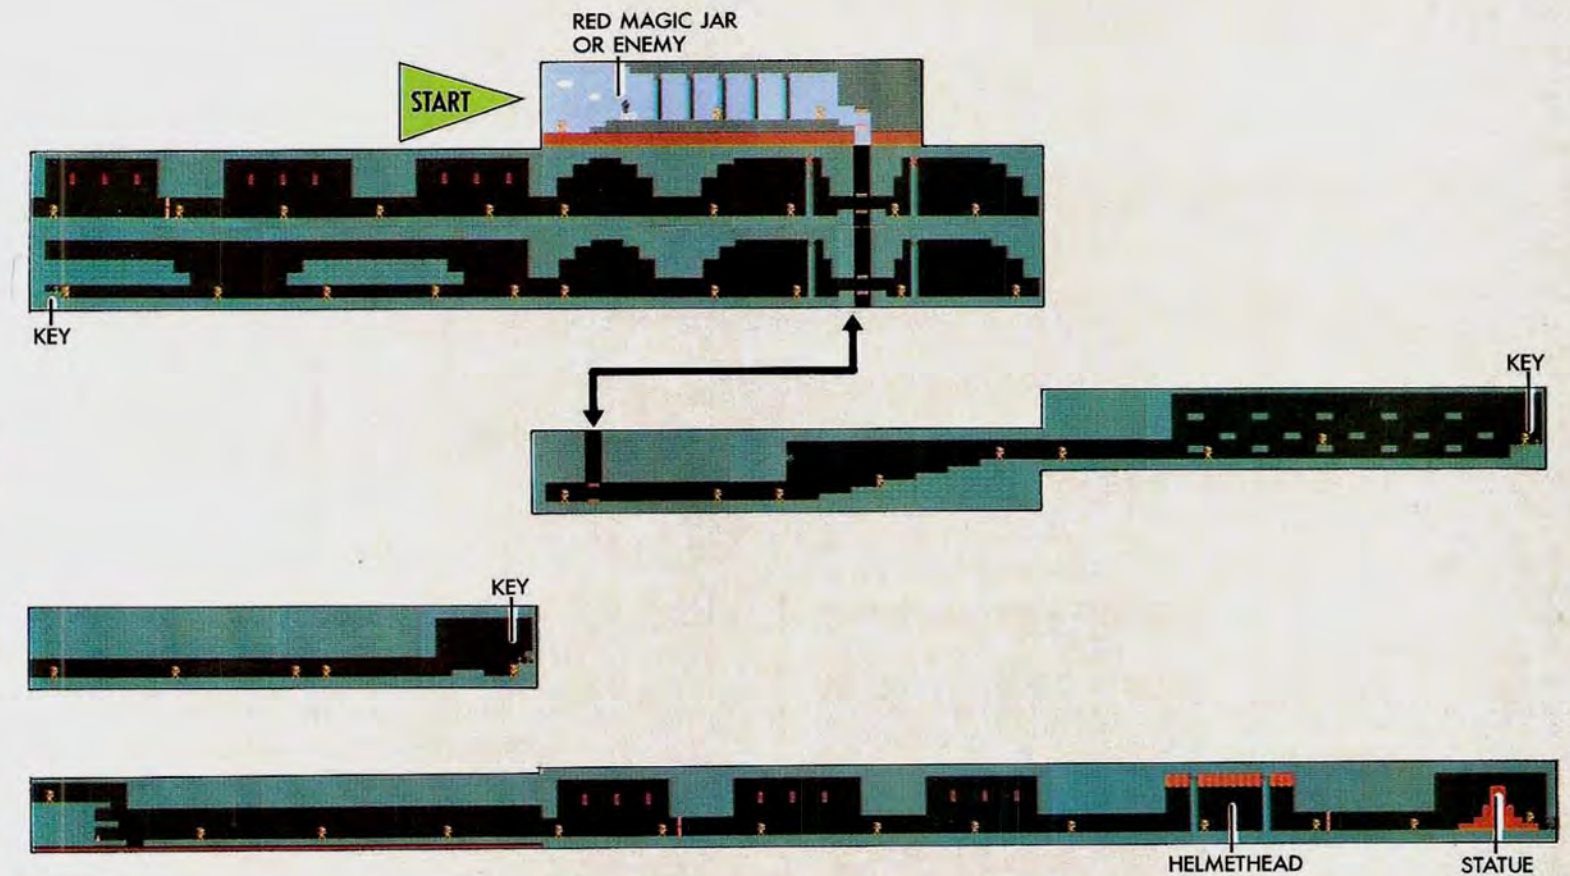 RED MAGIC JAR
OR ENEMY
START
KEY
KEY
KEY
HELMETHEAD
STATUE